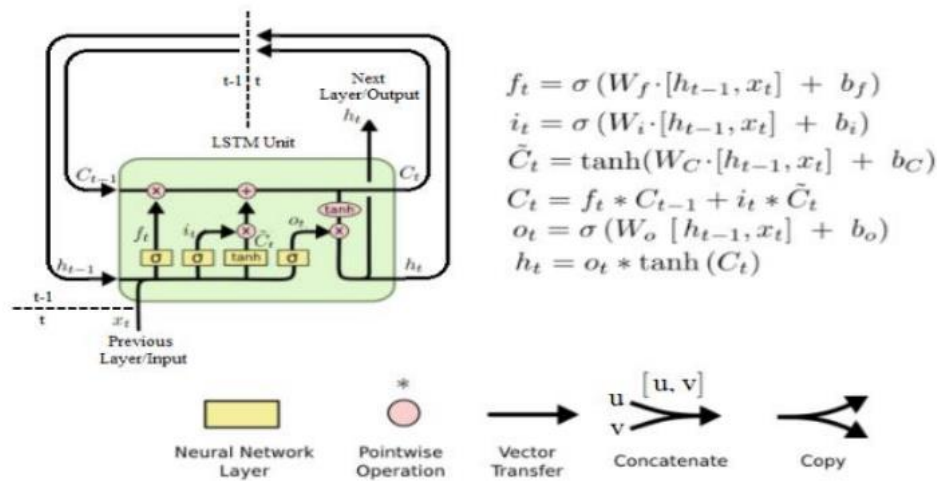 t-1 t
Next
Layer/Output
h_t
LSTM Unit
C_{t-1}
C_t
tanh
f_t
i_t
C̃_t
o_t
σ
σ
tanh
σ
h_{t-1}
h_t
t-1
t
x_t
Previous
Layer/Input
f_t = σ (W_f·[h_{t-1}, x_t] + b_f)
i_t = σ (W_i·[h_{t-1}, x_t] + b_i)
C̃_t = tanh(W_C·[h_{t-1}, x_t] + b_C)
C_t = f_t * C_{t-1} + i_t * C̃_t
o_t = σ (W_o [h_{t-1}, x_t] + b_o)
h_t = o_t * tanh (C_t)
*
[u, v]
u
v
Neural Network
Layer
Pointwise
Operation
Vector
Transfer
Concatenate
Copy